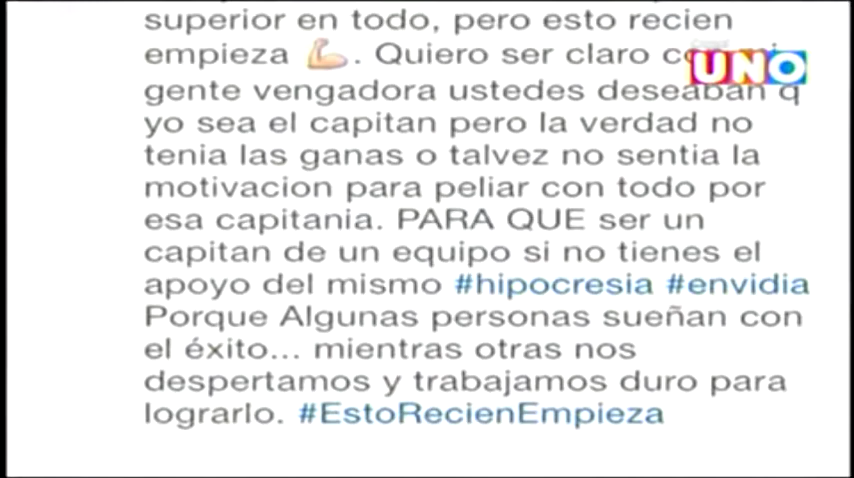 superior en todo, pero esto recien
empieza 💪. Quiero ser claro
UNO
gente vengadora ustedes deseaban q
yo sea el capitan pero la verdad no
tenia las ganas o talvez no sentia la
motivacion para peliar con todo por
esa capitania. PARA QUE ser un
capitan de un equipo si no tienes el
apoyo del mismo #hipocresia #envidia
Porque Algunas personas sueñan con
el éxito... mientras otras nos
despertamos y trabajamos duro para
lograrlo. #EstoRecienEmpieza